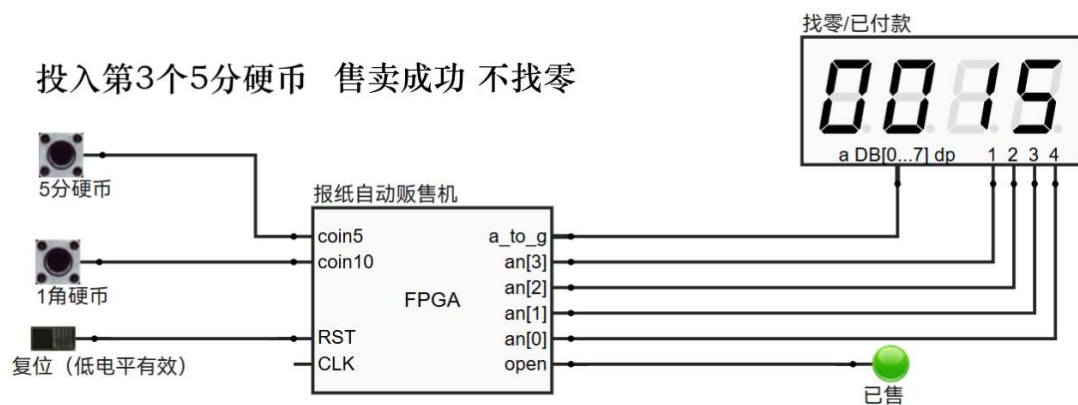 找零/已付款
投入第3个5分硬币 售卖成功 不找零
0015
a DB[0...7] dp 1 2 3 4
5分硬币
报纸自动贩售机
coin5 a_to_g
coin10 an[3]
1角硬币
an[2]
FPGA
an[1]
RST an[0]
复位（低电平有效）
CLK open
已售